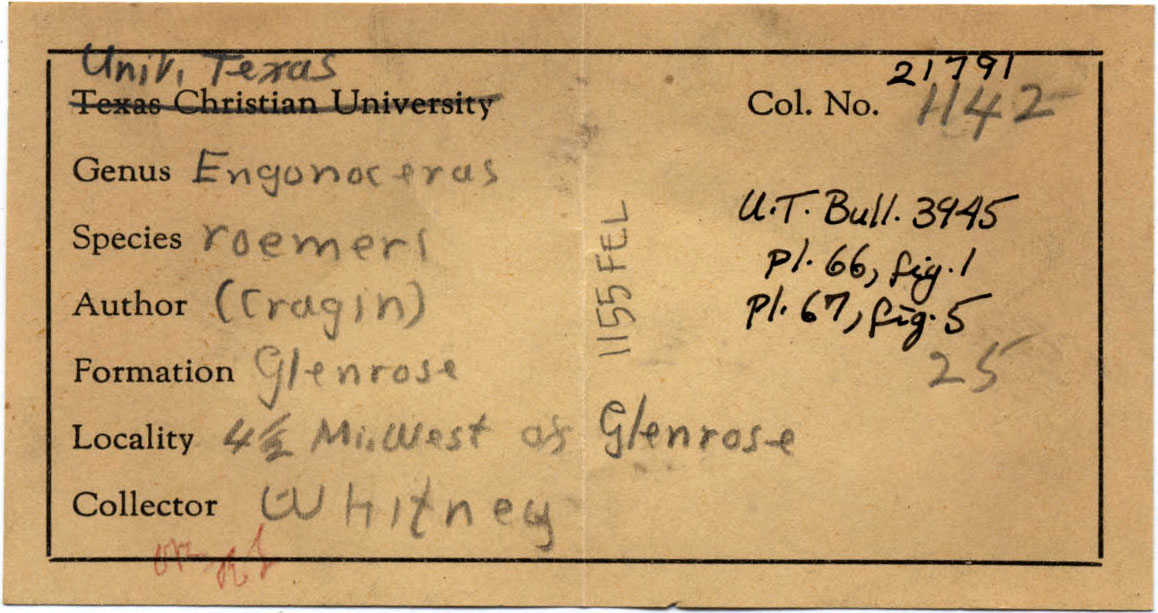 Univ. Texas
Texas Christian University
21791
Col. No. 1142
Genus Engonoceras
Species roemeri
Author (Cragin)
Formation Glenrose
Locality 4½ Mi. West of Glenrose
Collector Whitney
1155 FEL
U.T. Bull. 3945
pl. 66, fig. 1
pl. 67, fig. 5
25